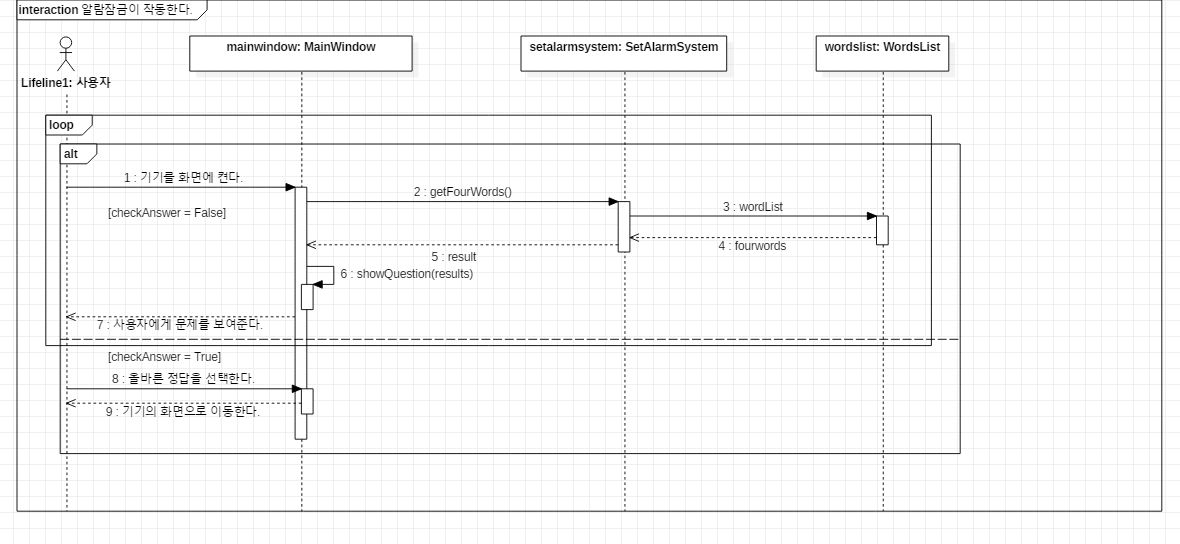 interaction 알람잠금이 작동한다.
mainwindow: MainWindow
setalarmsystem: SetAlarmSystem
wordslist: WordsList
Lifeline1: 사용자
loop
alt
1 : 기기를 화면에 켠다.
2 : getFourWords()
3 : wordList
[checkAnswer = False]
4 : fourwords
5 : result
6 : showQuestion(results)
7 : 사용자에게 문제를 보여준다.
[checkAnswer = True]
8 : 올바른 정답을 선택한다.
9 : 기기의 화면으로 이동한다.